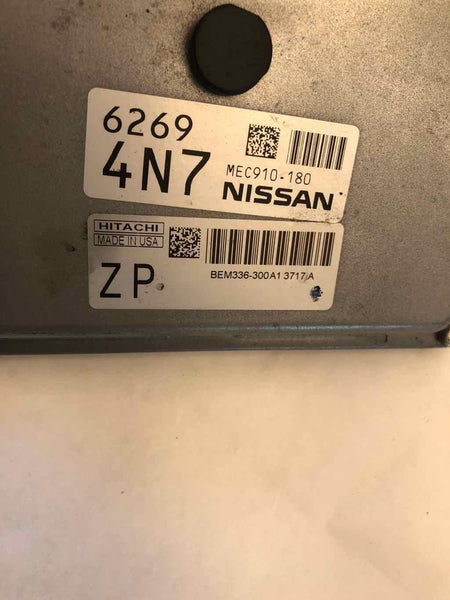 6269
4N7
MEC910-180
NISSAN
HITACHI
MADE IN USA
ZP
BEM336-300A1 3717 A